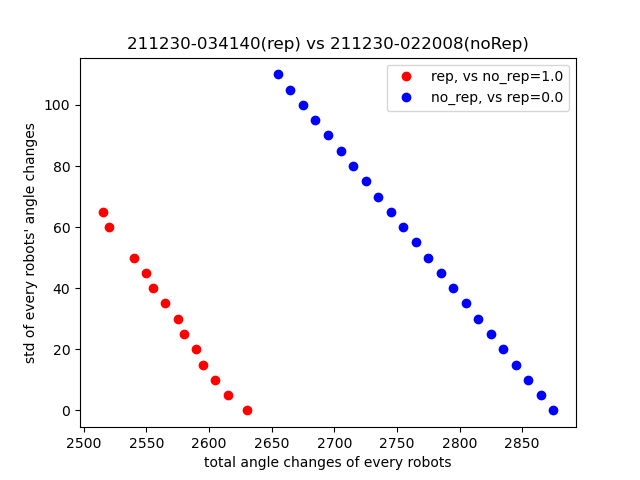 211230-034140(rep) vs 211230-022008(noRep)
rep, vs no_rep=1.0
no_rep, vs rep=0.0
std of every robots' angle changes
100
80
60
40
20
0
2500 2550 2600 2650 2700 2750 2800 2850
total angle changes of every robots